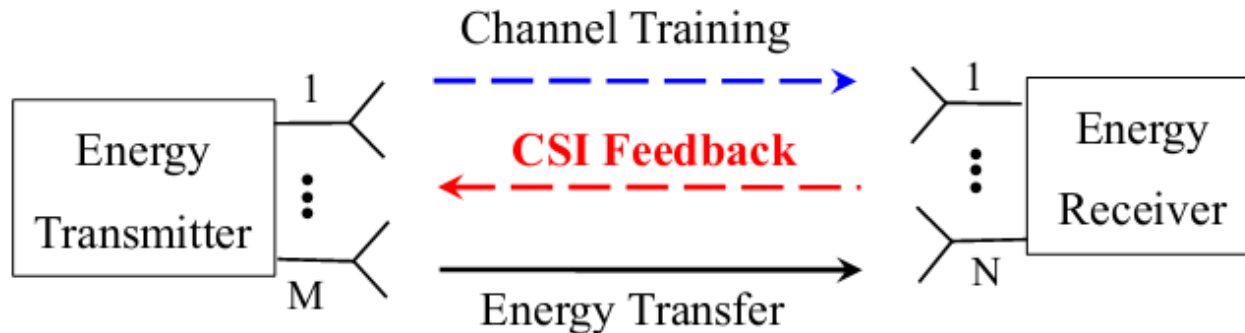 Channel Training
1
1
Energy
Transmitter
CSI Feedback
Energy
Receiver
M
N
Energy Transfer